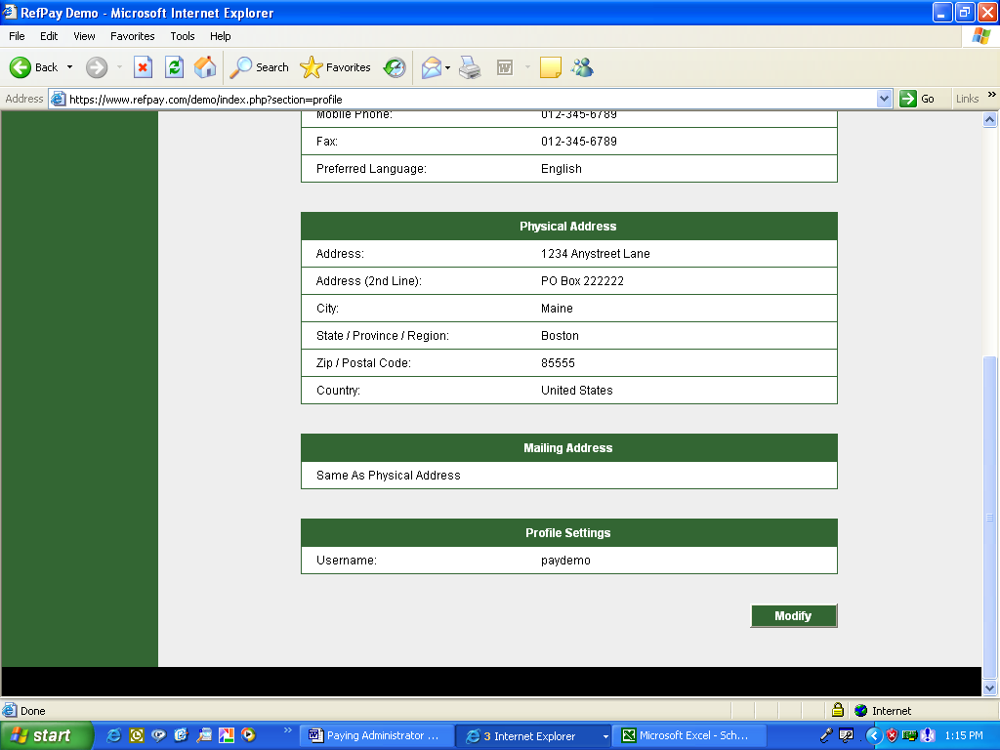 RefPay Demo - Microsoft Internet Explorer
File Edit View Favorites Tools Help
Back Search Favorites
Address https://www.refpay.com/demo/index.php?section=profile Go Links »
Mobile Phone: 012-345-6789
Fax: 012-345-6789
Preferred Language: English
Physical Address
Address: 1234 Anystreet Lane
Address (2nd Line): PO Box 222222
City: Maine
State / Province / Region: Boston
Zip / Postal Code: 85555
Country: United States
Mailing Address
Same As Physical Address
Profile Settings
Username: paydemo
Modify
Done Internet
start » Paying Administrator ... 3 Internet Explorer Microsoft Excel - Sch... 1:15 PM